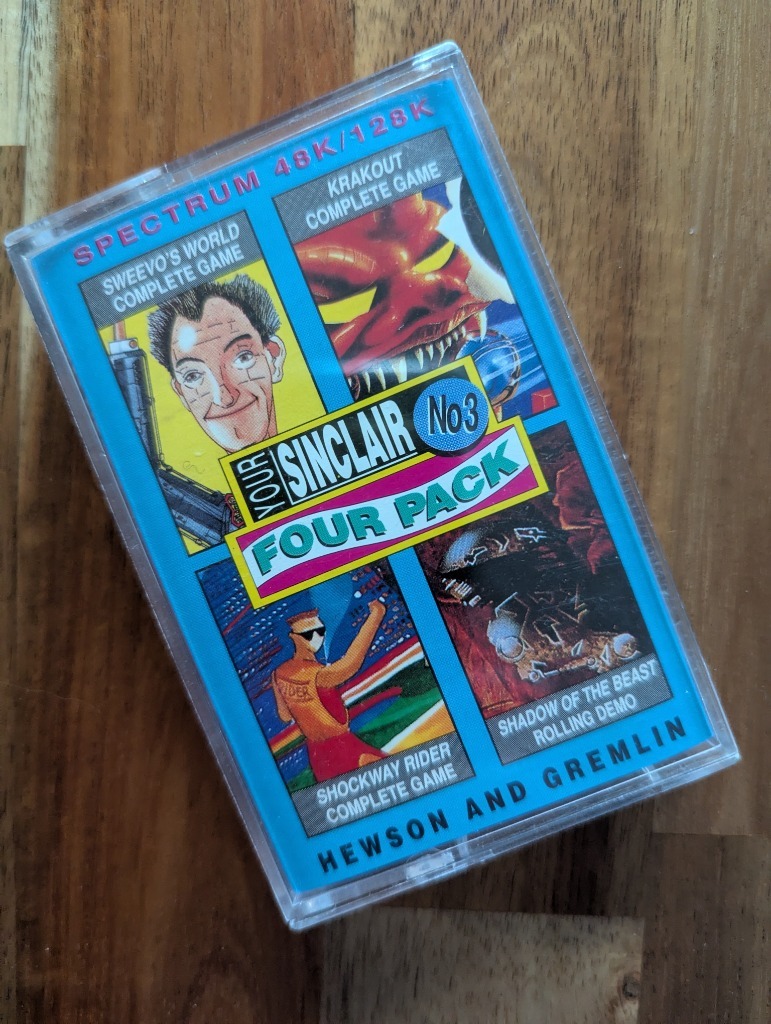 SPECTRUM 48K/128K
SWEEVO'S WORLD
COMPLETE GAME
KRAKOUT
COMPLETE GAME
YOUR
SINCLAIR
No3
FOUR PACK
RIDER
SHOCKWAY RIDER
COMPLETE GAME
SHADOW OF THE BEAST
ROLLING DEMO
HEWSON AND GREMLIN